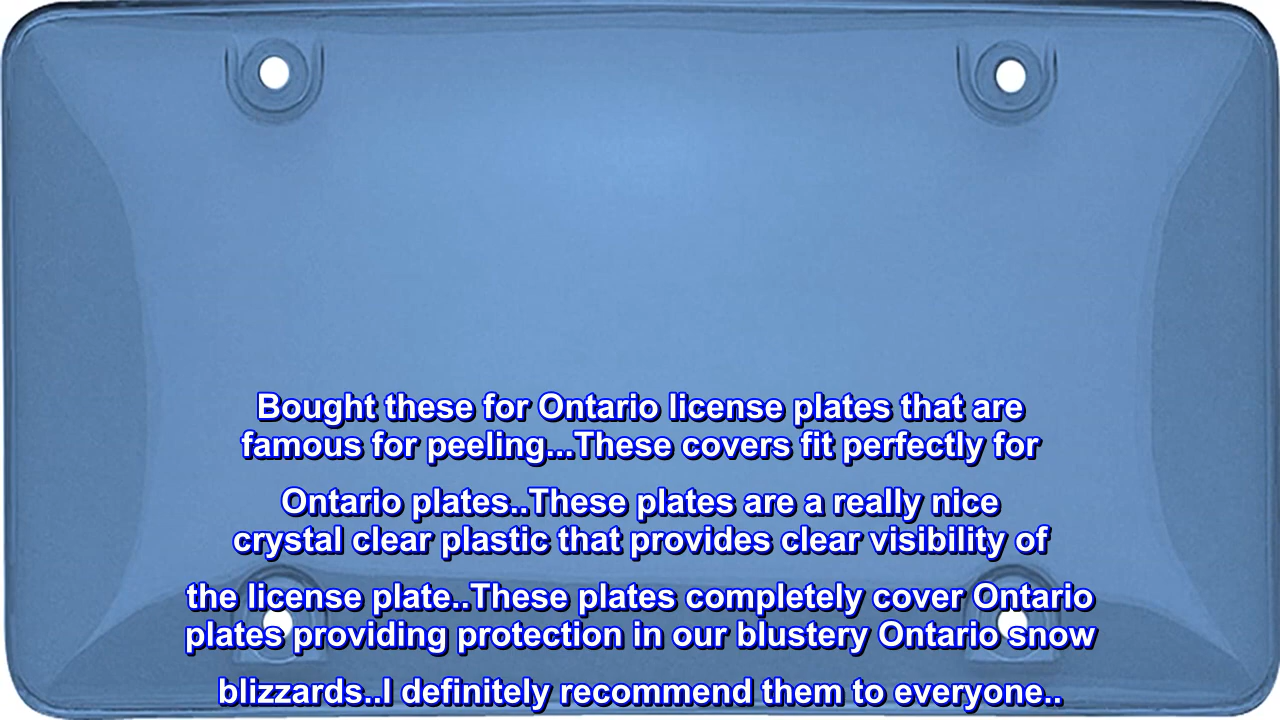 Bought these for Ontario license plates that are
famous for peeling...These covers fit perfectly for
Ontario plates..These plates are a really nice
crystal clear plastic that provides clear visibility of
the license plate..These plates completely cover Ontario
plates providing protection in our blustery Ontario snow
blizzards..I definitely recommend them to everyone..